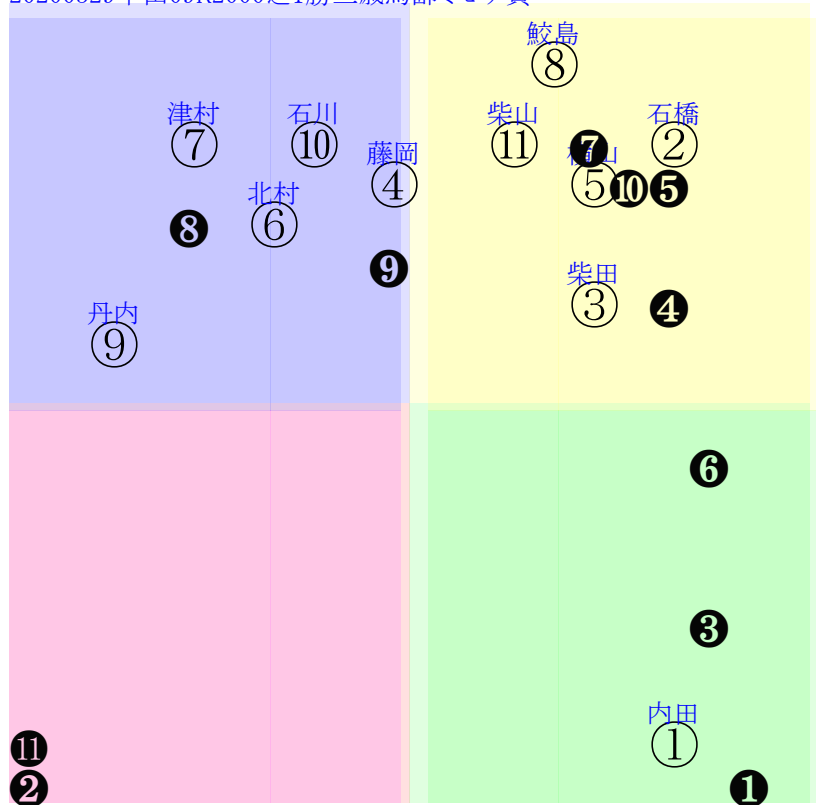 鮫島
⑧
津村
⑦
石川
⑩
柴山
⑪
❼
石橋
②
藤岡
④
⑤
❿
❺
北村
⑥
❽
❾
柴田
③
❹
丹内
⑨
❻
❸
内田
①
⓫
❷
❶